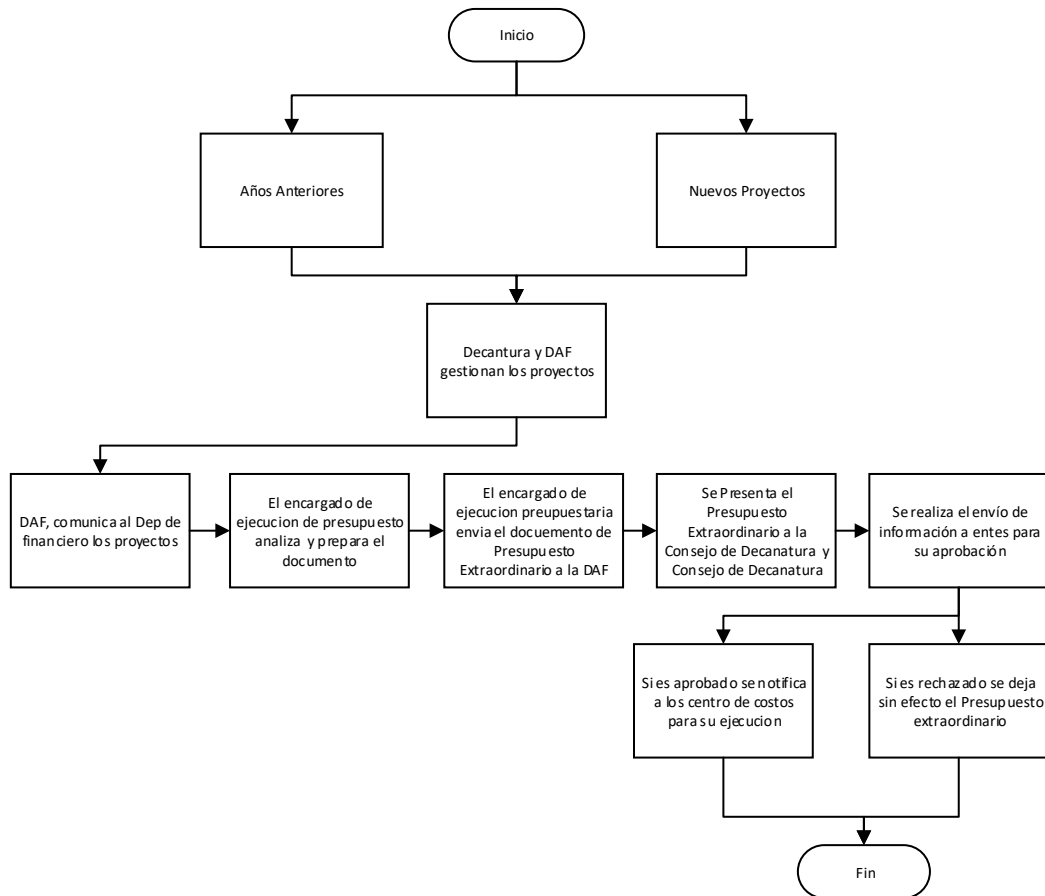 Inicio
Años Anteriores
Nuevos Proyectos
Decantura y DAF
gestionan los proyectos
DAF, comunica al Dep de
financiero los proyectos
El encargado de
ejecucion de presupuesto
analiza y prepara el
documento
El encargado de
ejecucion preupuestaria
envia el docuemento de
Presupuesto
Extraordinario a la DAF
Se Presenta el
Presupuesto
Extraordinario a la
Consejo de Decanatura y
Consejo de Decanatura
Se realiza el envío de
información a entes para
su aprobación
Si es aprobado se notifica
a los centro de costos
para su ejecucion
Si es rechazado se deja
sin efecto el Presupuesto
extraordinario
Fin